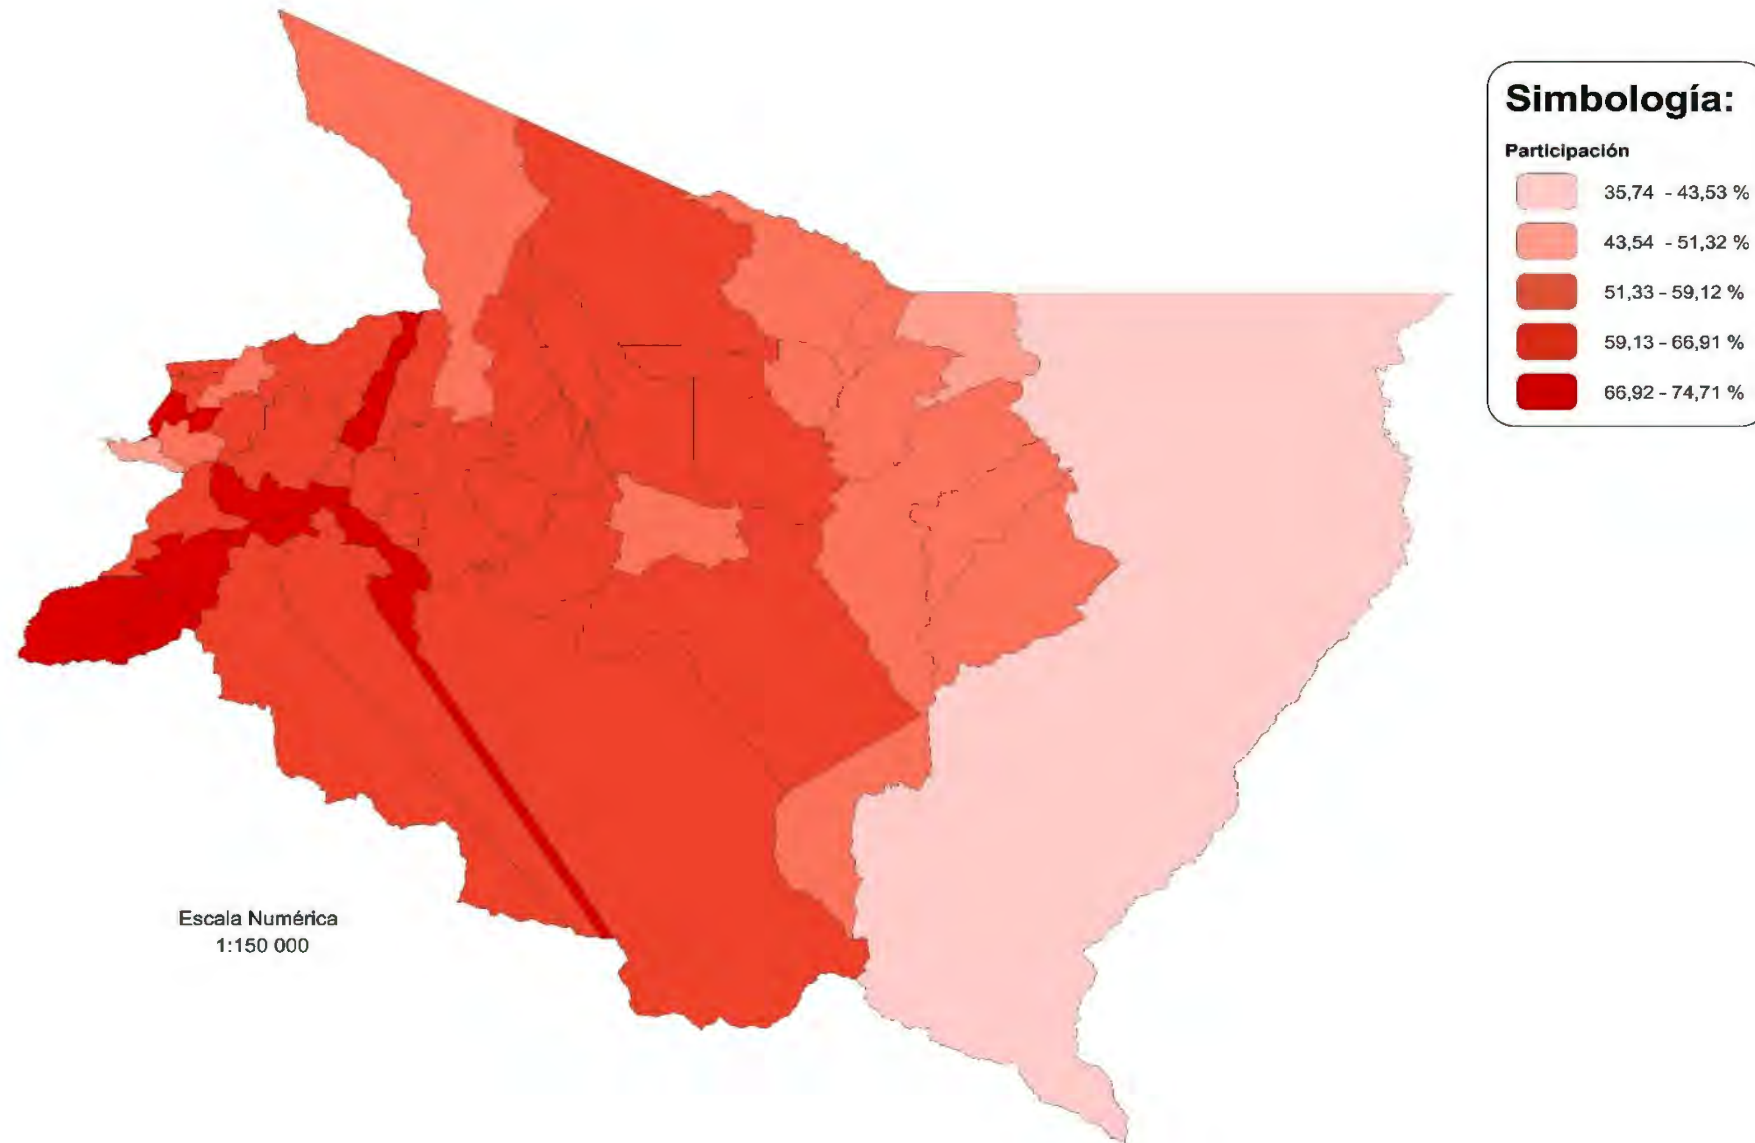 Simbología:
Participación
35,74 - 43,53 %
43,54 - 51,32 %
51,33 - 59,12 %
59,13 - 66,91 %
66,92 - 74,71 %
Escala Numérica
1:150 000